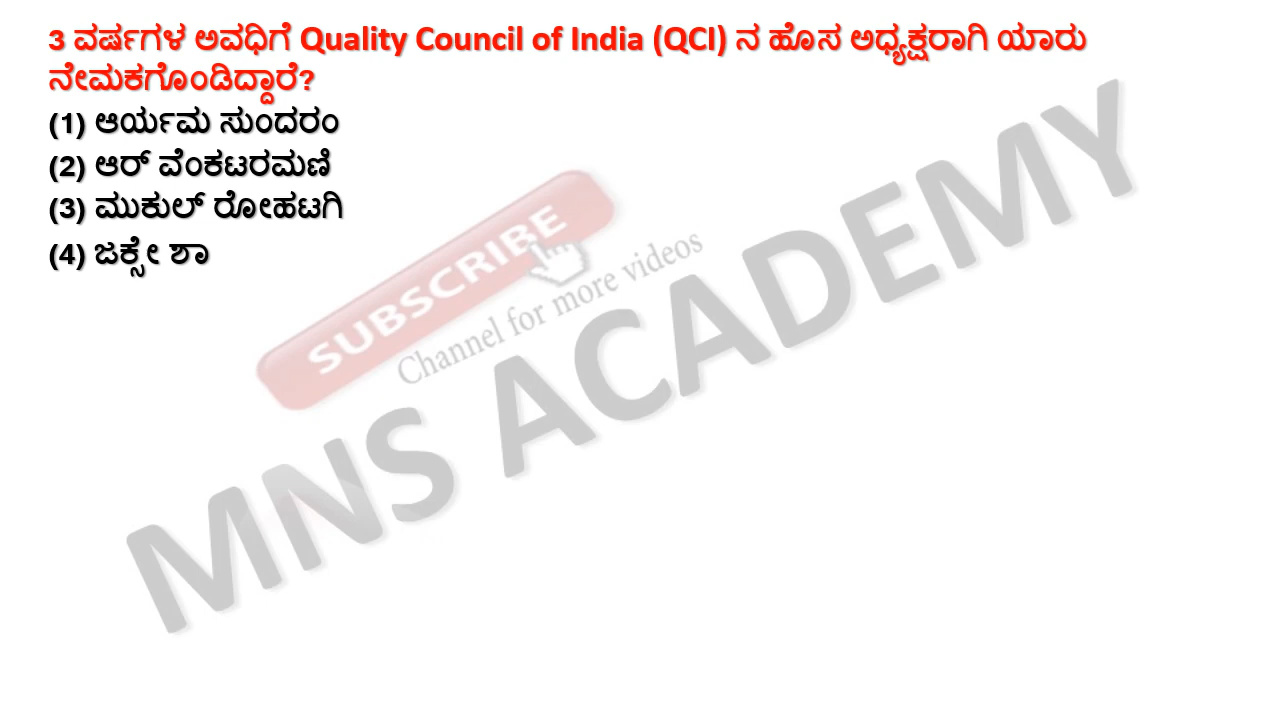 3 ವರ್ಷಗಳ ಅವಧಿಗೆ Quality Council of India (QCI) ನ ಹೊಸ ಅಧ್ಯಕ್ಷರಾಗಿ ಯಾರು
ನೇಮಕಗೊಂಡಿದ್ದಾರೆ?
(1) ಆರ್ಯಮ ಸುಂದರಂ
(2) ಆರ್ ವೆಂಕಟರಮಣಿ
(3) ಮುಕುಲ್ ರೋಹಟಗಿ
(4) ಜಕ್ಸೇ ಶಾ
SUBSCRIBE
Channel for more videos
MNS ACADEMY